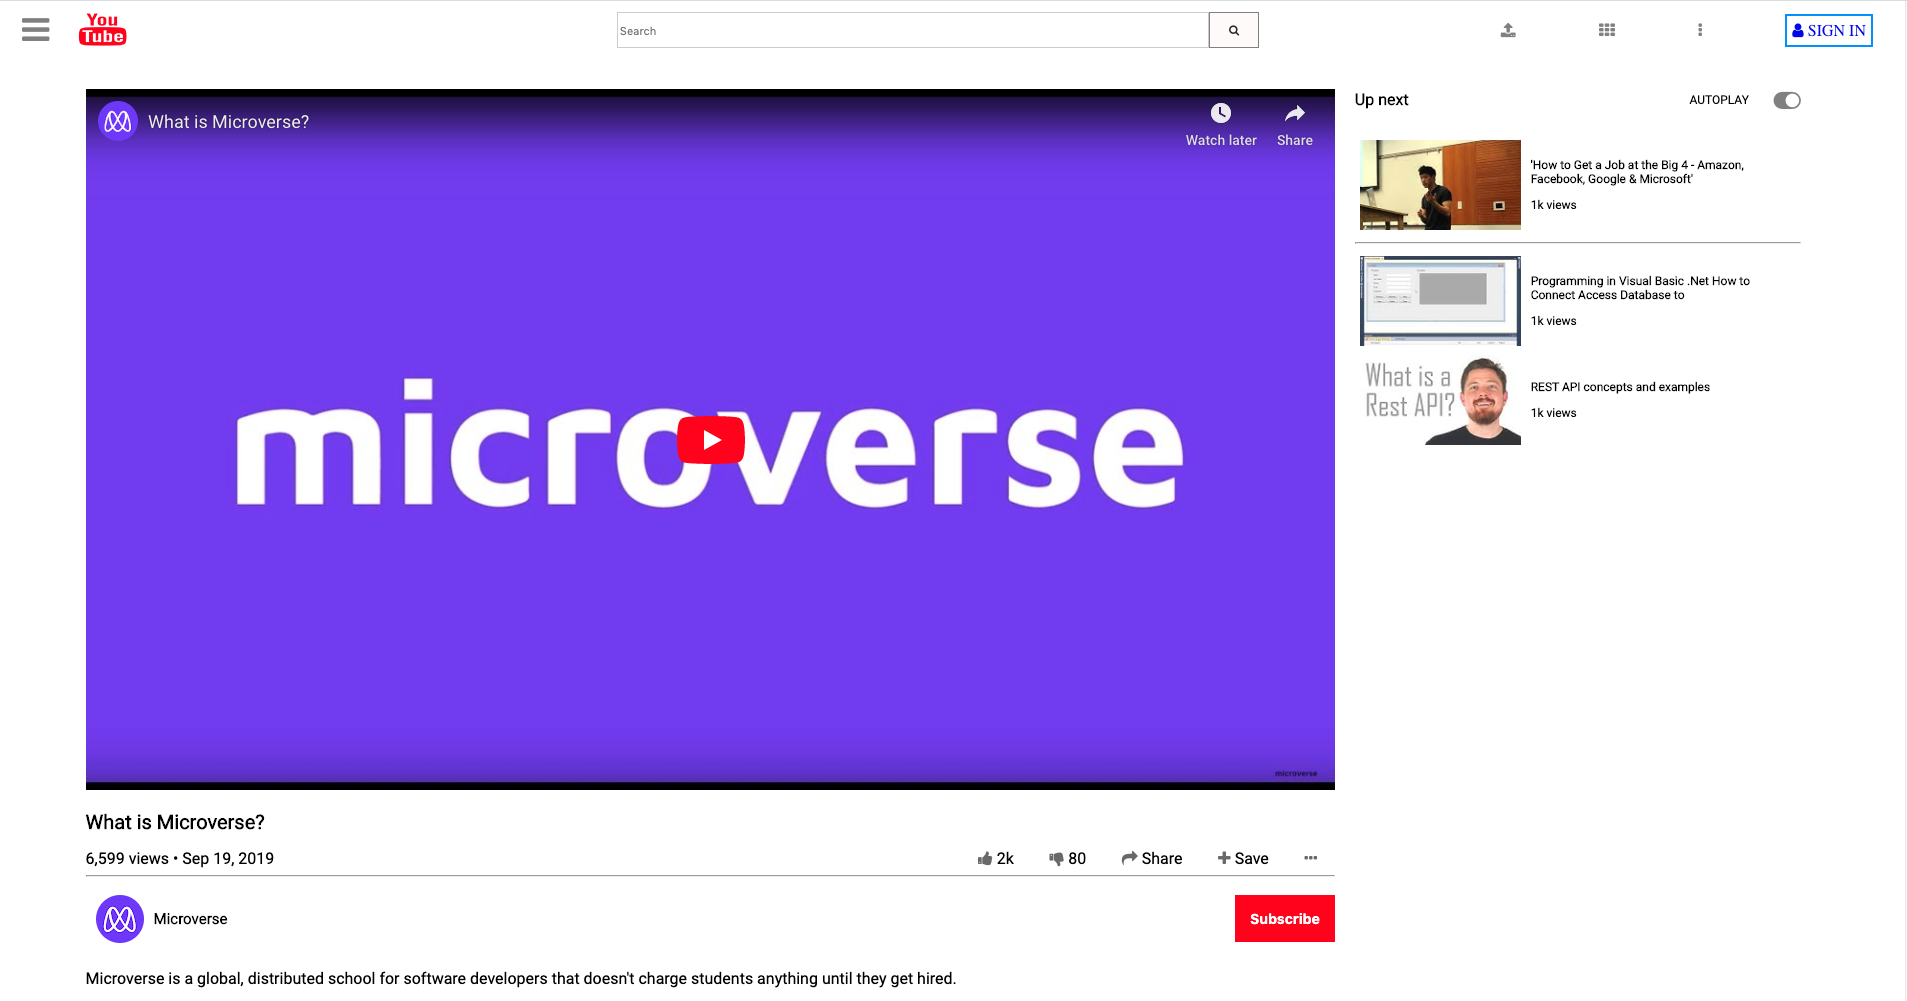 You
Tube
Search
SIGN IN
What is Microverse?
Watch later
Share
microverse
microverse
Up next
AUTOPLAY
'How to Get a Job at the Big 4 - Amazon,
Facebook, Google & Microsoft'
1k views
Programming in Visual Basic .Net How to
Connect Access Database to
1k views
What is a
Rest API?
REST API concepts and examples
1k views
What is Microverse?
6,599 views • Sep 19, 2019
2k
80
Share
Save
Microverse
Subscribe
Microverse is a global, distributed school for software developers that doesn't charge students anything until they get hired.